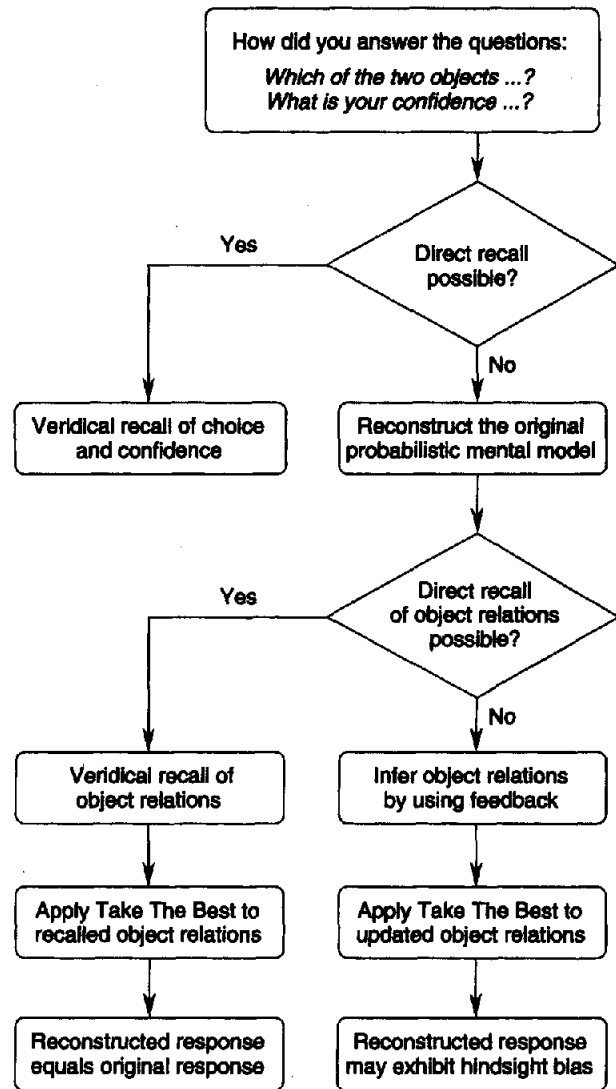 How did you answer the questions:
Which of the two objects ...?
What is your confidence ...?
Yes
Direct recall
possible?
No
Veridical recall of choice
and confidence
Reconstruct the original
probabilistic mental model
Yes
Direct recall
of object relations
possible?
No
Veridical recall of
object relations
Infer object relations
by using feedback
Apply Take The Best to
recalled object relations
Apply Take The Best to
updated object relations
Reconstructed response
equals original response
Reconstructed response
may exhibit hindsight bias